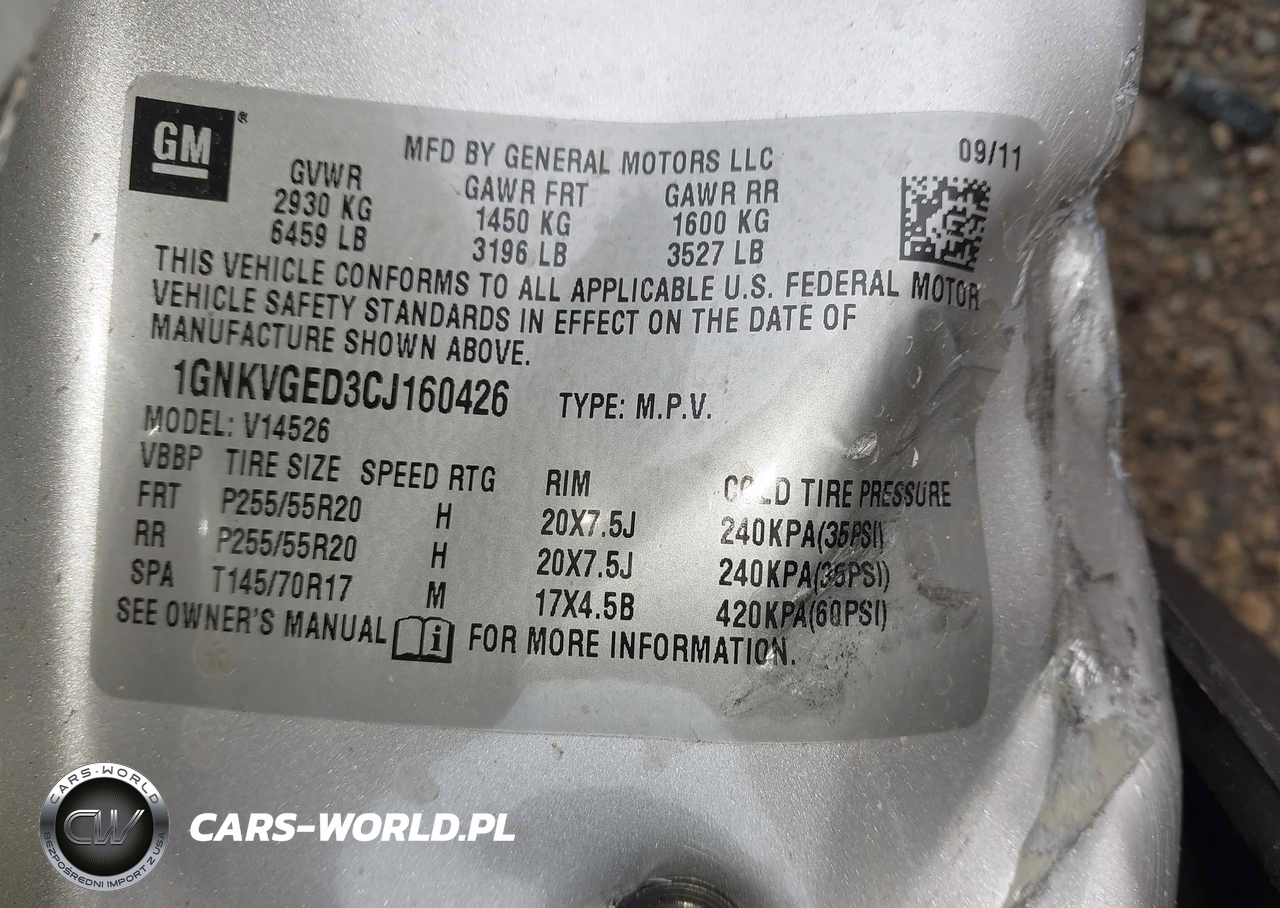 GM®
MFD BY GENERAL MOTORS LLC 09/11
GVWR GAWR FRT GAWR RR
2930 KG 1450 KG 1600 KG
6459 LB 3196 LB 3527 LB
THIS VEHICLE CONFORMS TO ALL APPLICABLE U.S. FEDERAL MOTOR
VEHICLE SAFETY STANDARDS IN EFFECT ON THE DATE OF
MANUFACTURE SHOWN ABOVE.
1GNKVGED3CJ160426 TYPE: M.P.V.
MODEL: V14526
VBBP TIRE SIZE SPEED RTG RIM COLD TIRE PRESSURE
FRT P255/55R20 H 20X7.5J 240KPA(35PSI)
RR P255/55R20 H 20X7.5J 240KPA(35PSI)
SPA T145/70R17 M 17X4.5B 420KPA(60PSI)
SEE OWNER'S MANUAL i FOR MORE INFORMATION.
CARS-WORLD
CW
BEZPOŚREDNI IMPORT Z USA
CARS-WORLD.PL